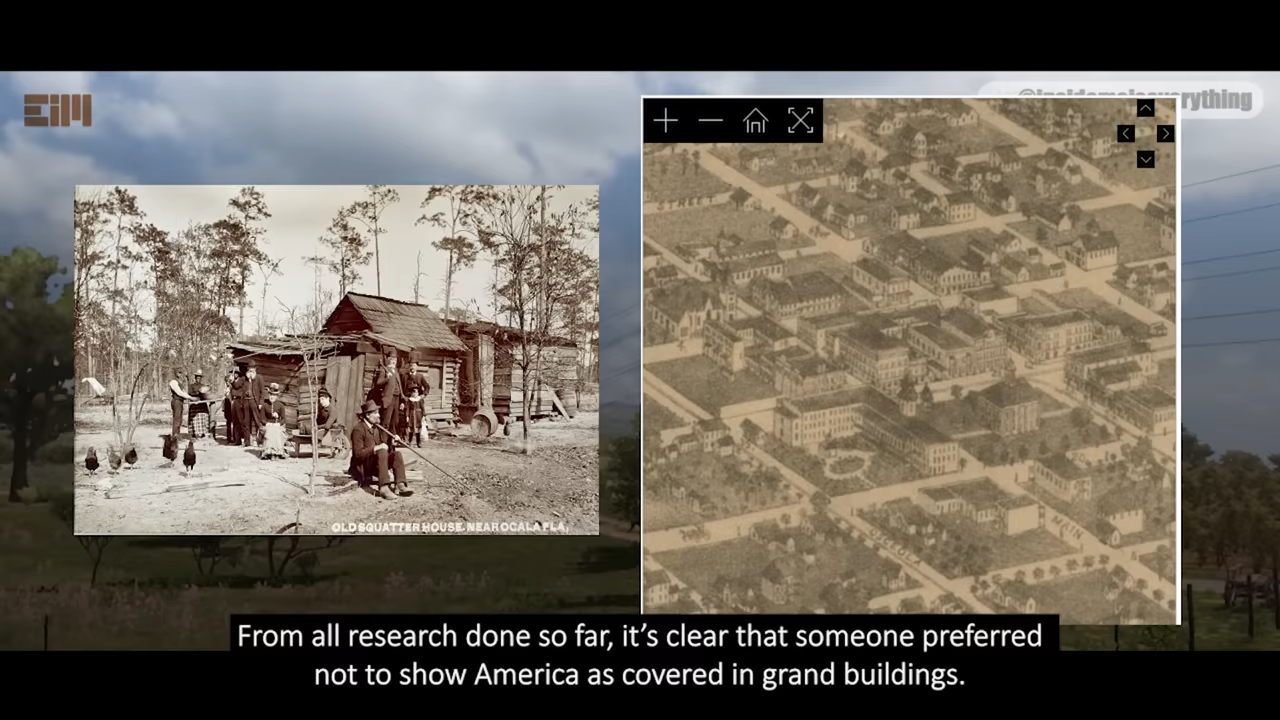 EIM
OLD SQUATTER HOUSE. NEAR OCALA FLA.
MAIN
From all research done so far, it's clear that someone preferred
not to show America as covered in grand buildings.